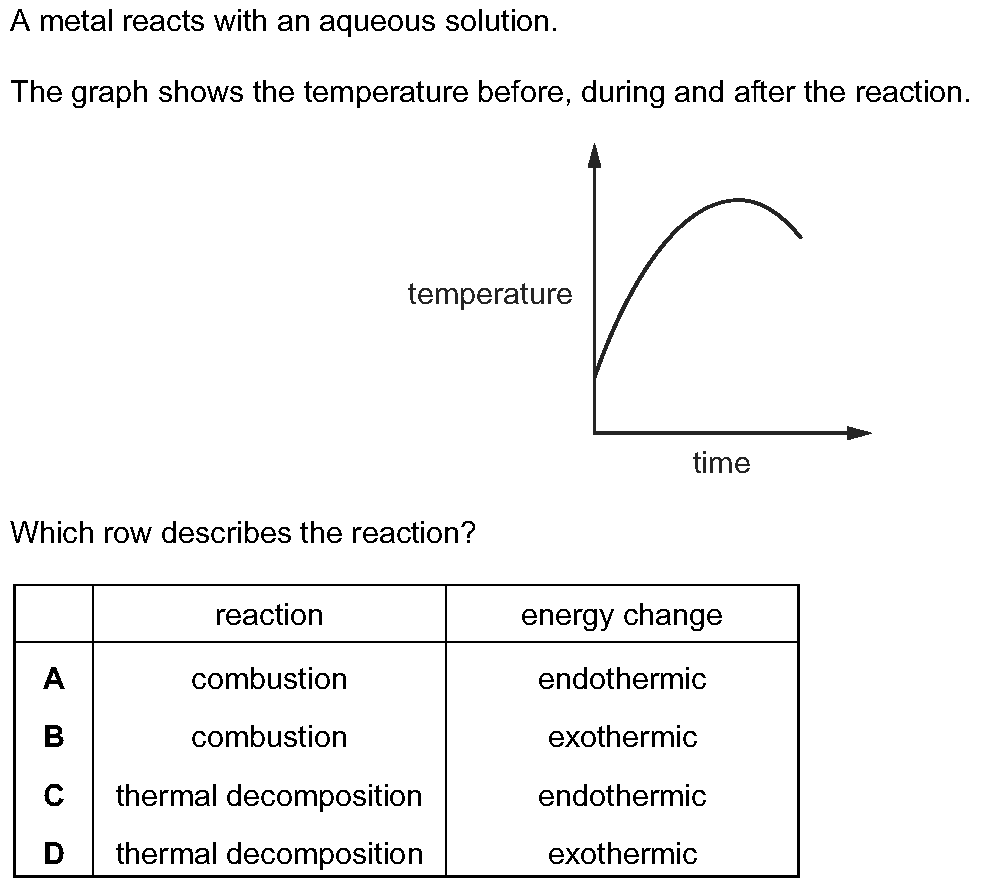 A metal reacts with an aqueous solution.
The graph shows the temperature before, during and after the reaction.
temperature
time
Which row describes the reaction?
reaction energy change
A combustion endothermic
B combustion exothermic
C thermal decomposition endothermic
D thermal decomposition exothermic